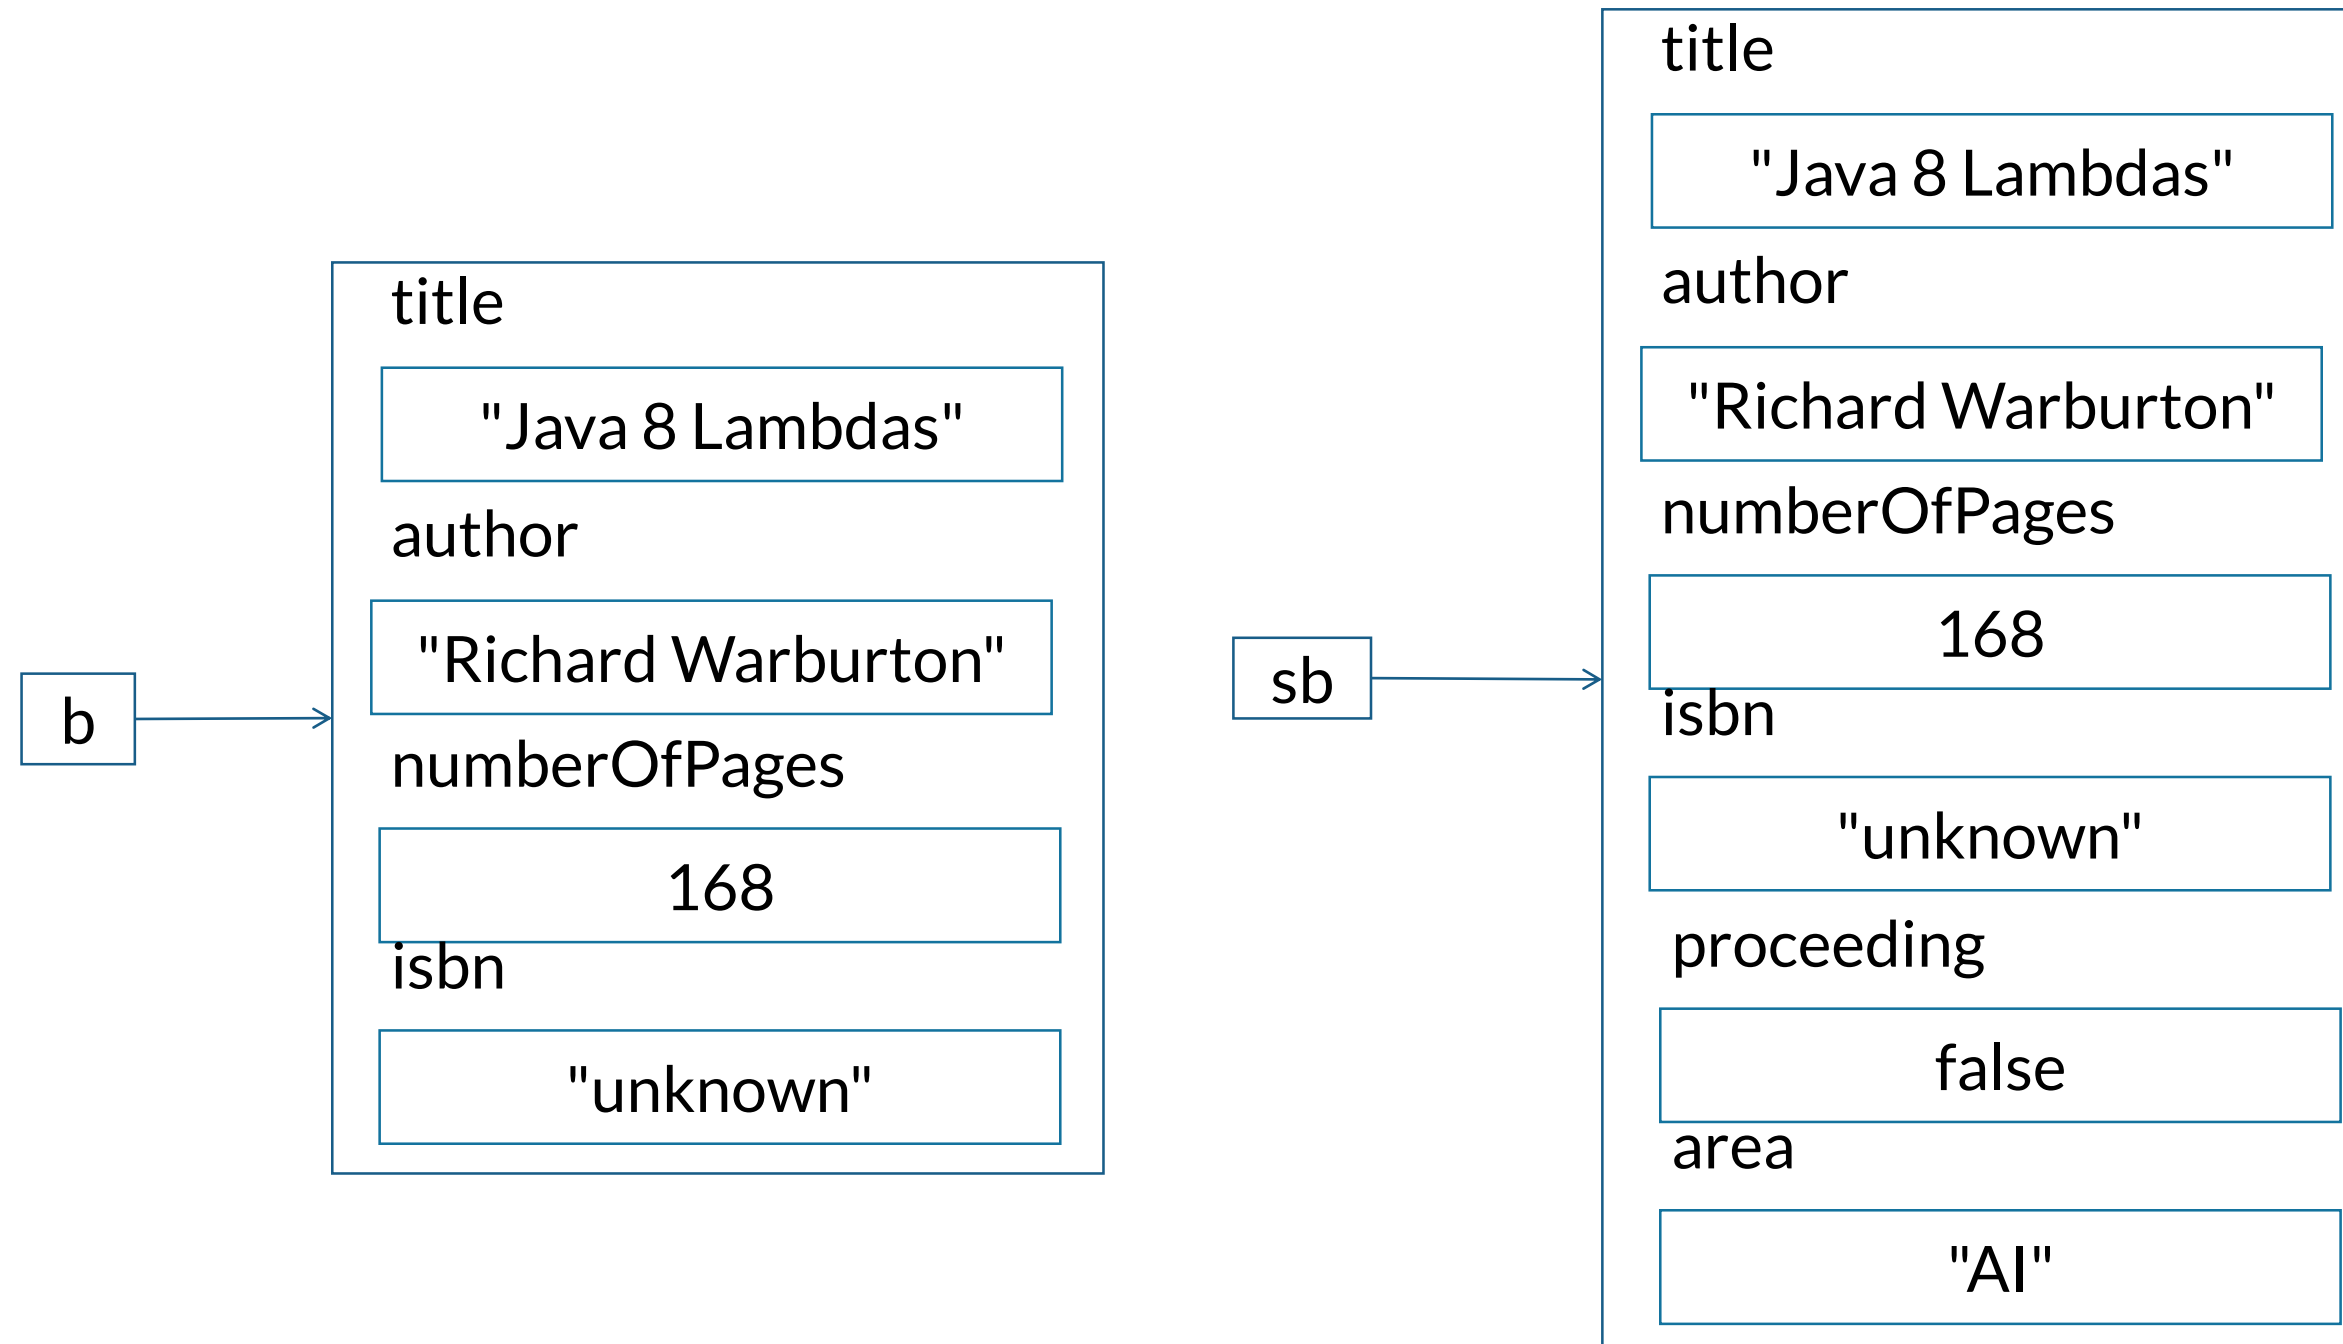 b
title
"Java 8 Lambdas"
author
"Richard Warburton"
numberOfPages
168
isbn
"unknown"
sb
title
"Java 8 Lambdas"
author
"Richard Warburton"
numberOfPages
168
isbn
"unknown"
proceeding
false
area
"AI"